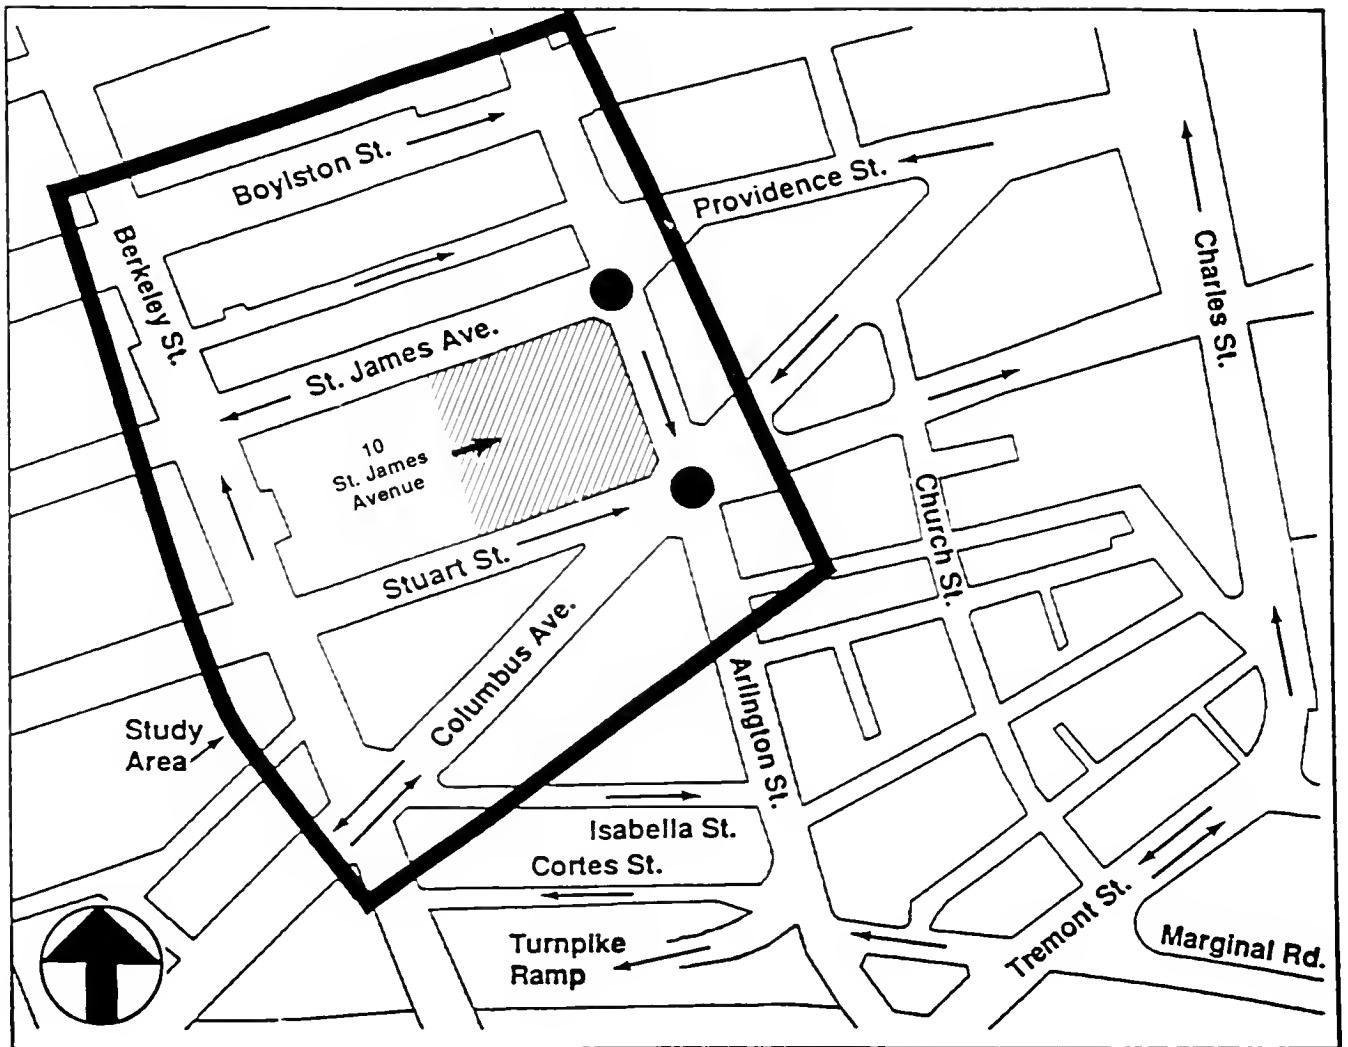 Boylston St.
Providence St.
Berkeley St.
Charles St.
St. James Ave.
10
St. James
Avenue
Church St.
Stuart St.
Columbus Ave.
Arlington St.
Study
Area
Isabella St.
Cortes St.
Turnpike
Ramp
Tremont St.
Marginal Rd.